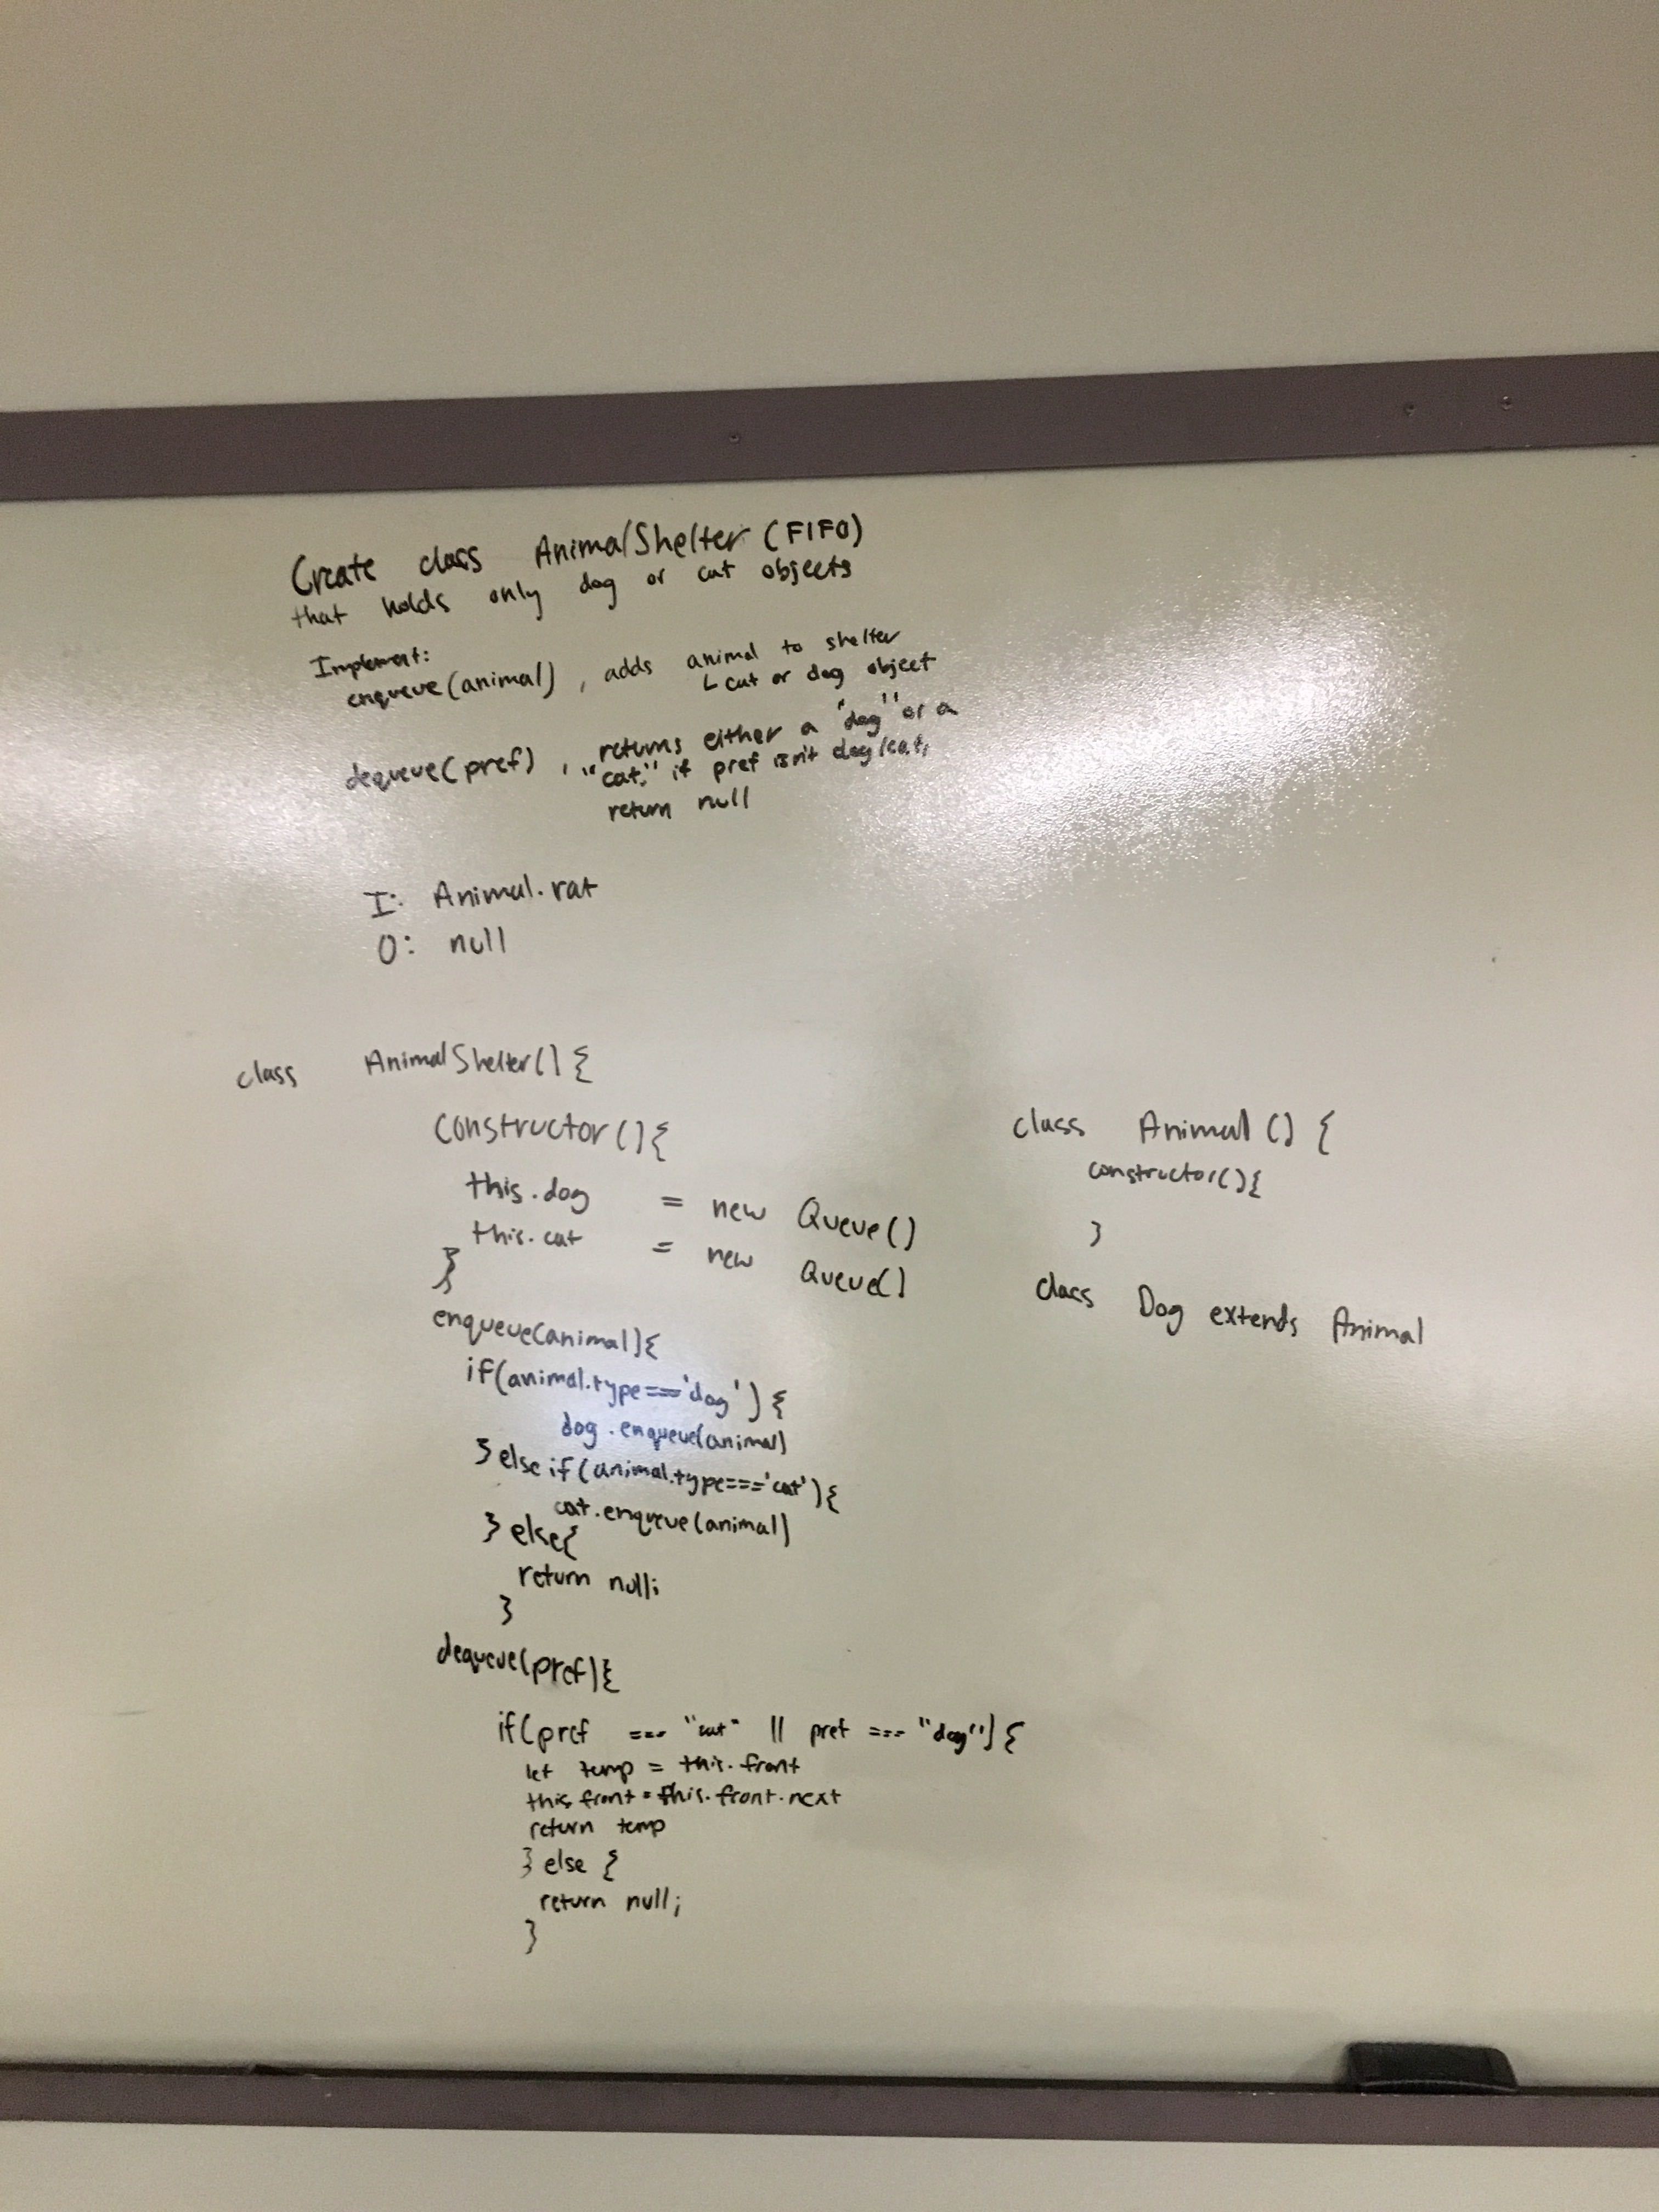 Create class AnimalShelter (FIFO)
that holds only dog or cat objects
Implement:
enqueue(animal), adds animal to shelter
└ cat or dog object
dequeue(pref), returns either a "dog" or a
"cat," if pref isn't dog/cat,
return null
I: Animal.rat
O: null
class AnimalShelter() {
constructor(){
this.dog = new Queue()
this.cat = new Queue()
}
enqueue(animal){
if(animal.type==='dog') {
dog.enqueue(animal)
} else if(animal.type==='cat'){
cat.enqueue(animal)
} else{
return null;
}
dequeue(pref){
if(pref === "cat" || pref === "dog"){
let temp = this.front
this.front = this.front.next
return temp
} else {
return null;
}
class Animal () {
constructor(){
}
class Dog extends Animal